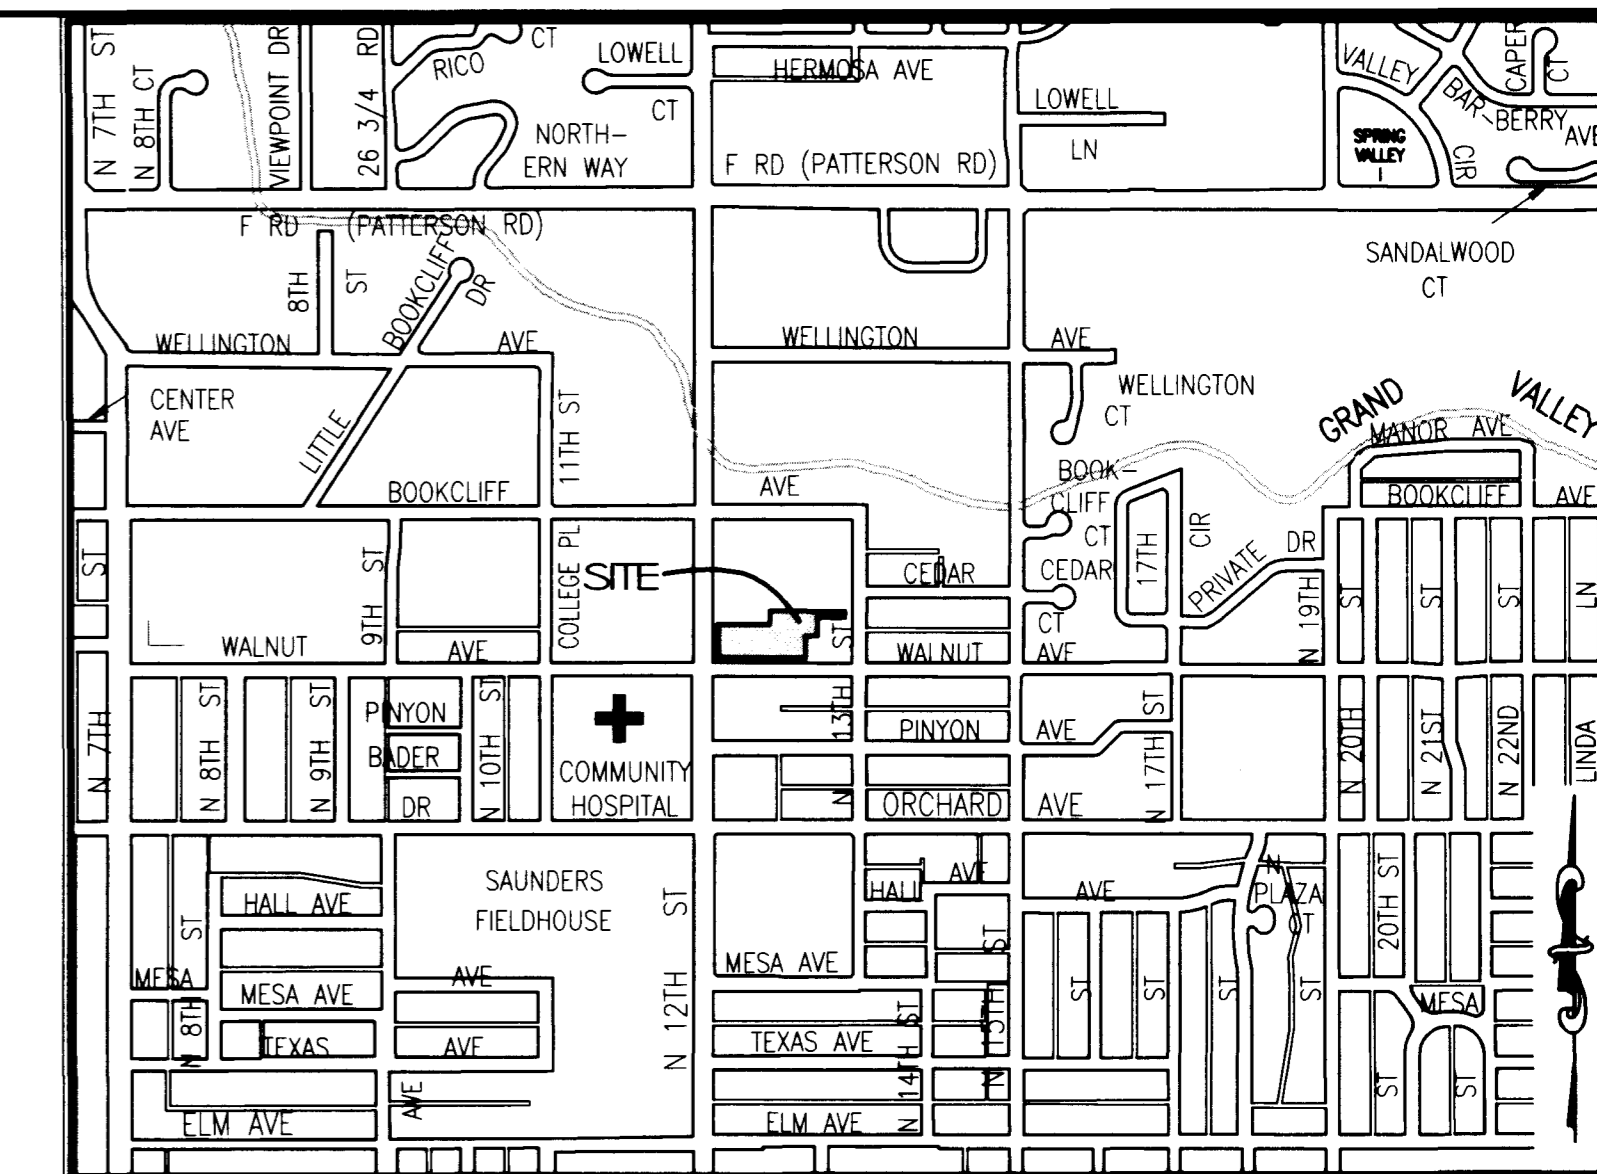 N 7TH ST
N 8TH CT
VIEWPOINT DR
26 3/4 RD
RICO
CT
LOWELL
CT
NORTH-
ERN WAY
HERMOSA AVE
F RD (PATTERSON RD)
LOWELL
LN
VALLEY
CIR
SPRING
VALLEY
I
BAR-BERRY
AVE
CAPER
CT
SANDALWOOD
CT
F RD (PATTERSON RD)
8TH
ST
BOOKCLIFF
DR
LITTLE
WELLINGTON
AVE
WELLINGTON
AVE
WELLINGTON
CT
CENTER
AVE
11TH ST
BOOKCLIFF
AVE
GRAND
VALLEY
MANOR AVE
BOOKCLIFF
AVE
BOOK-
CLIFF
CT
CEDAR
CT
17TH
CIR
PRIVATE
DR
N 19TH
ST
ST
ST
LN
ST
9TH ST
COLLEGE PL
SITE
CEDAR
ST
WALNUT
AVE
WALNUT
AVE
N 7TH
N 8TH ST
N 9TH ST
PINYON
BADER
DR
N 10TH ST
COMMUNITY
HOSPITAL
N
13TH
PINYON
AVE
ORCHARD
AVE
N 17TH
ST
N 20TH
N 21ST
N 22ND
LINDA
HALL AVE
SAUNDERS
FIELDHOUSE
ST
N 12TH
HALL
AVE
AVE
N
PLAZA
CT
20TH ST
MESA
ST
MESA AVE
AVE
MESA AVE
ST
N 15TH
ST
ST
ST
ST
MESA
N 8TH
TEXAS
AVE
TEXAS AVE
N 14TH ST
ST
ST
AVE
ELM AVE
ELM AVE